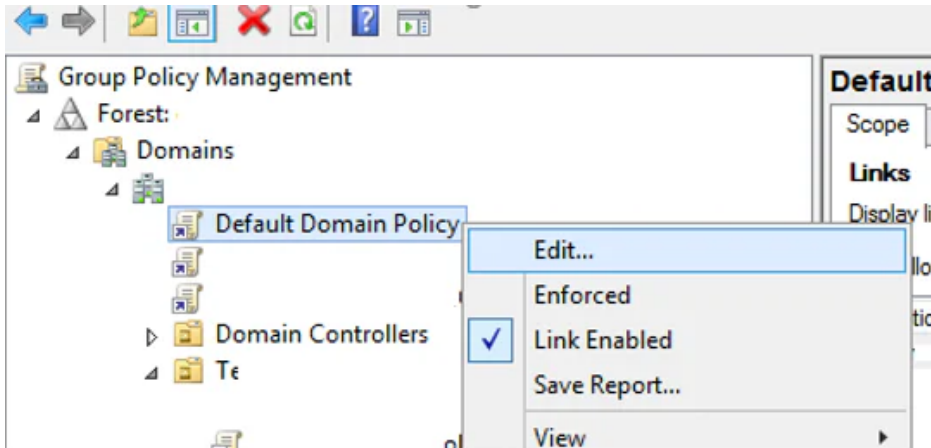 Group Policy Management
Forest:
Domains
Default Domain Policy
Domain Controllers
Edit...
Enforced
Link Enabled
Save Report...
View
Default
Scope
Links
Display li